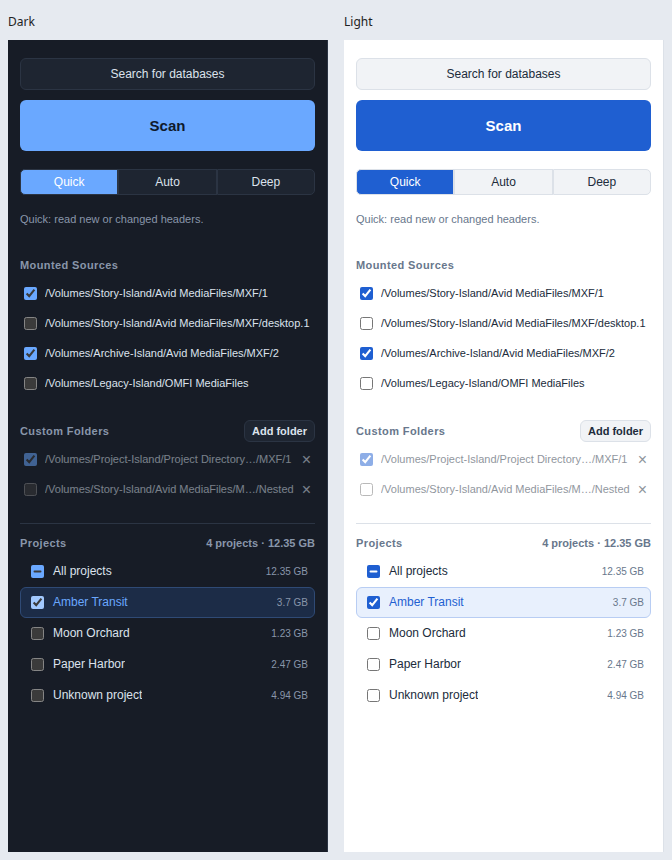 Dark
Search for databases
Scan
Quick Auto Deep
Quick: read new or changed headers.
Mounted Sources
/Volumes/Story-Island/Avid MediaFiles/MXF/1
/Volumes/Story-Island/Avid MediaFiles/MXF/desktop.1
/Volumes/Archive-Island/Avid MediaFiles/MXF/2
/Volumes/Legacy-Island/OMFI MediaFiles
Custom Folders Add folder
/Volumes/Project-Island/Project Directory…/MXF/1 ×
/Volumes/Story-Island/Avid MediaFiles/M…/Nested ×
Projects 4 projects · 12.35 GB
All projects 12.35 GB
Amber Transit 3.7 GB
Moon Orchard 1.23 GB
Paper Harbor 2.47 GB
Unknown project 4.94 GB
Light
Search for databases
Scan
Quick Auto Deep
Quick: read new or changed headers.
Mounted Sources
/Volumes/Story-Island/Avid MediaFiles/MXF/1
/Volumes/Story-Island/Avid MediaFiles/MXF/desktop.1
/Volumes/Archive-Island/Avid MediaFiles/MXF/2
/Volumes/Legacy-Island/OMFI MediaFiles
Custom Folders Add folder
/Volumes/Project-Island/Project Directory…/MXF/1 ×
/Volumes/Story-Island/Avid MediaFiles/M…/Nested ×
Projects 4 projects · 12.35 GB
All projects 12.35 GB
Amber Transit 3.7 GB
Moon Orchard 1.23 GB
Paper Harbor 2.47 GB
Unknown project 4.94 GB